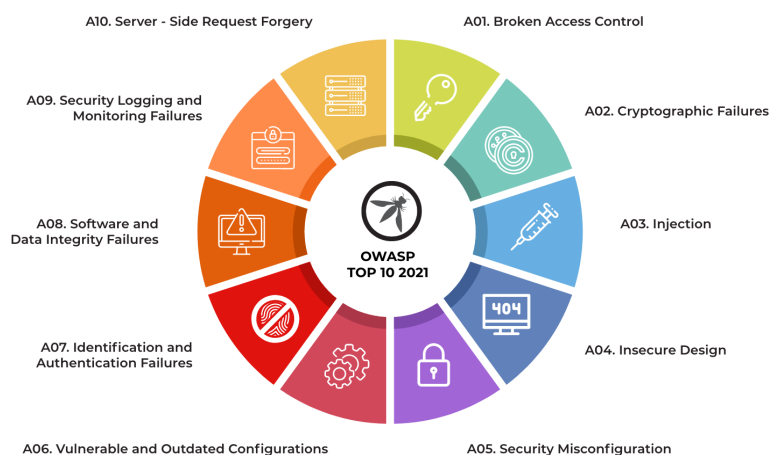 A10. Server - Side Request Forgery
A01. Broken Access Control
A09. Security Logging and
Monitoring Failures
A02. Cryptographic Failures
A08. Software and
Data Integrity Failures
A03. Injection
OWASP
TOP 10 2021
404
A07. Identification and
Authentication Failures
A04. Insecure Design
A06. Vulnerable and Outdated Configurations
A05. Security Misconfiguration